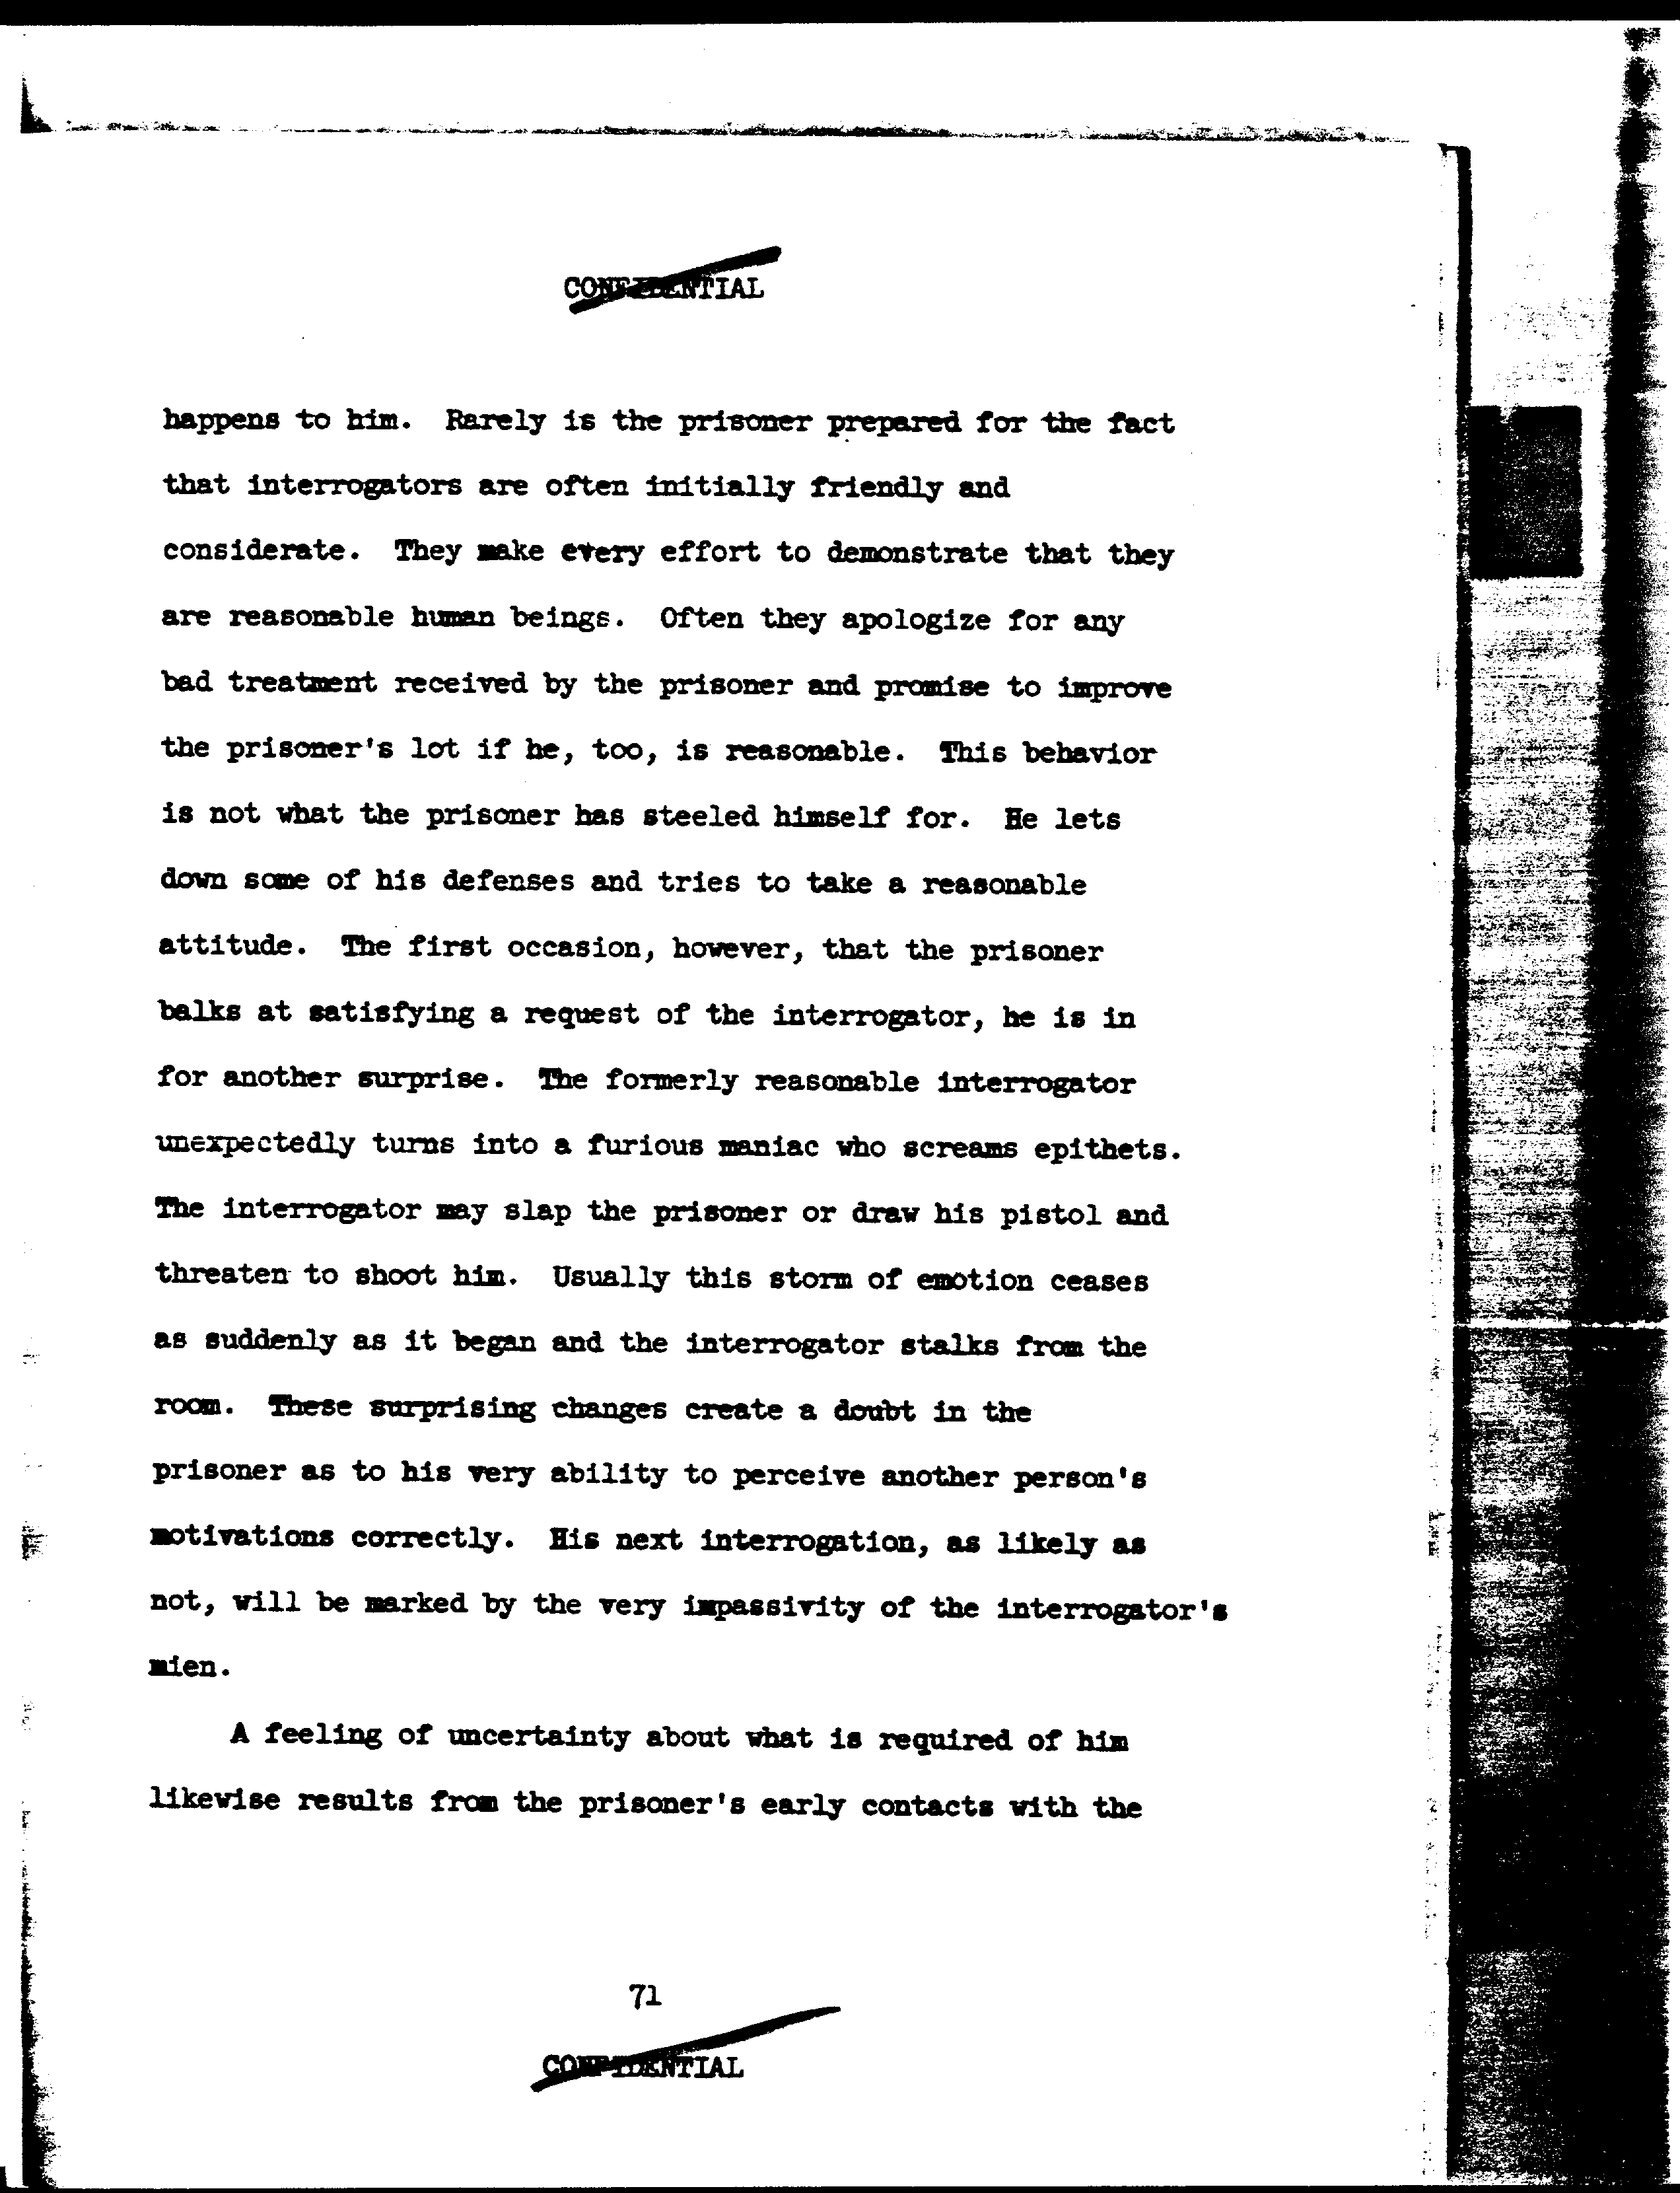 CONFIDENTIAL
happens to him. Rarely is the prisoner prepared for the fact
that interrogators are often initially friendly and
considerate. They make every effort to demonstrate that they
are reasonable human beings. Often they apologize for any
bad treatment received by the prisoner and promise to improve
the prisoner's lot if he, too, is reasonable. This behavior
is not what the prisoner has steeled himself for. He lets
down some of his defenses and tries to take a reasonable
attitude. The first occasion, however, that the prisoner
balks at satisfying a request of the interrogator, he is in
for another surprise. The formerly reasonable interrogator
unexpectedly turns into a furious maniac who screams epithets.
The interrogator may slap the prisoner or draw his pistol and
threaten to shoot him. Usually this storm of emotion ceases
as suddenly as it began and the interrogator stalks from the
room. These surprising changes create a doubt in the
prisoner as to his very ability to perceive another person's
motivations correctly. His next interrogation, as likely as
not, will be marked by the very impassivity of the interrogator's
mien.
A feeling of uncertainty about what is required of him
likewise results from the prisoner's early contacts with the
71
CONFIDENTIAL